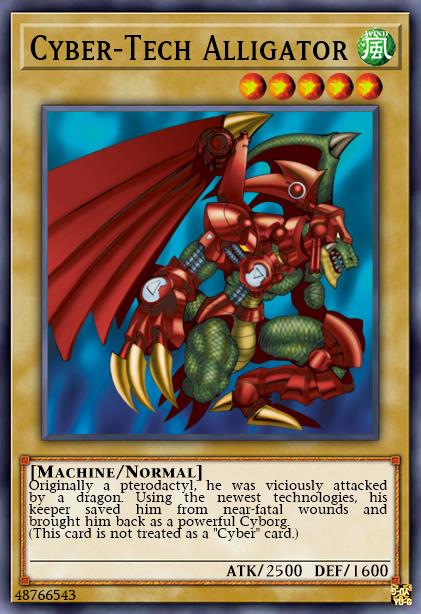 Cyber-Tech Alligator
WIND
風
[Machine/Normal]
Originally a pterodactyl, he was viciously attacked
by a dragon. Using the newest technologies, his
keeper saved him from near-fatal wounds and
brought him back as a powerful Cyborg.
(This card is not treated as a "Cyber" card.)
ATK/2500 DEF/1600
48766543